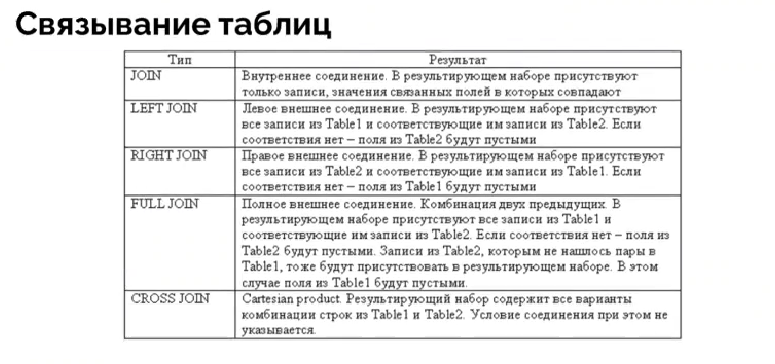 Связывание таблиц
Тип Результат
JOIN Внутреннее соединение. В результирующем наборе присутствуют
только записи, значения связанных полей в которых совпадают
LEFT JOIN Левое внешнее соединение. В результирующем наборе присутствуют
все записи из Table1 и соответствующие им записи из Table2. Если
соответствия нет – поля из Table2 будут пустыми
RIGHT JOIN Правое внешнее соединение. В результирующем наборе присутствуют
все записи из Table2 и соответствующие им записи из Table1. Если
соответствия нет – поля из Table1 будут пустыми
FULL JOIN Полное внешнее соединение. Комбинация двух предыдущих. В
результирующем наборе присутствуют все записи из Table1 и
соответствующие им записи из Table2. Если соответствия нет – поля из
Table2 будут пустыми. Записи из Table2, которым не нашлось пары в
Table1, тоже будут присутствовать в результирующем наборе. В этом
случае поля из Table1 будут пустыми.
CROSS JOIN Cartesian product. Результирующий набор содержит все варианты
комбинации строк из Table1 и Table2. Условие соединения при этом не
указывается.